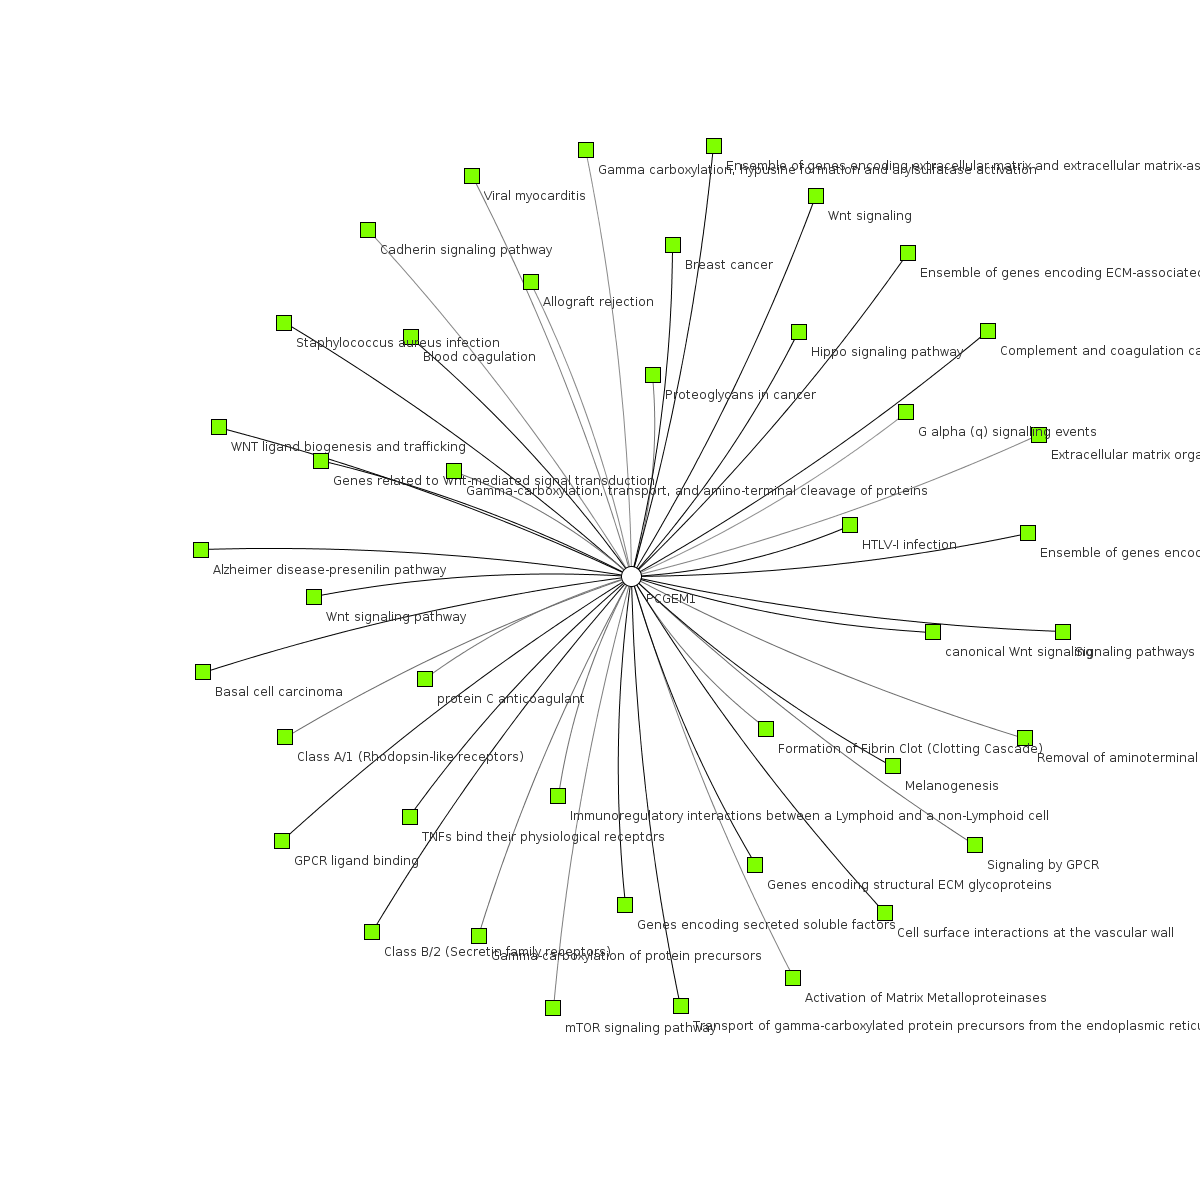 Ensemble of genes encoding extracellular matrix and extracellular matrix-as
Gamma carboxylation, hypusine formation and arylsulfatase activation
Viral myocarditis
Wnt signaling
Cadherin signaling pathway
Breast cancer
Ensemble of genes encoding ECM-associated
Allograft rejection
Staphylococcus aureus infection
Blood coagulation
Hippo signaling pathway
Complement and coagulation ca
Proteoglycans in cancer
G alpha (q) signalling events
WNT ligand biogenesis and trafficking
Extracellular matrix orga
Genes related to Wnt-mediated signal transduction
Gamma-carboxylation, transport, and amino-terminal cleavage of proteins
HTLV-I infection
Ensemble of genes encod
Alzheimer disease-presenilin pathway
PCGEM1
Wnt signaling pathway
canonical Wnt signaling
Signaling pathways
Basal cell carcinoma
protein C anticoagulant
Formation of Fibrin Clot (Clotting Cascade)
Class A/1 (Rhodopsin-like receptors)
Removal of aminoterminal
Melanogenesis
Immunoregulatory interactions between a Lymphoid and a non-Lymphoid cell
TNFs bind their physiological receptors
GPCR ligand binding
Signaling by GPCR
Genes encoding structural ECM glycoproteins
Genes encoding secreted soluble factors
Cell surface interactions at the vascular wall
Class B/2 (Secretin family receptors)
Gamma-carboxylation of protein precursors
Activation of Matrix Metalloproteinases
mTOR signaling pathway
Transport of gamma-carboxylated protein precursors from the endoplasmic reticu